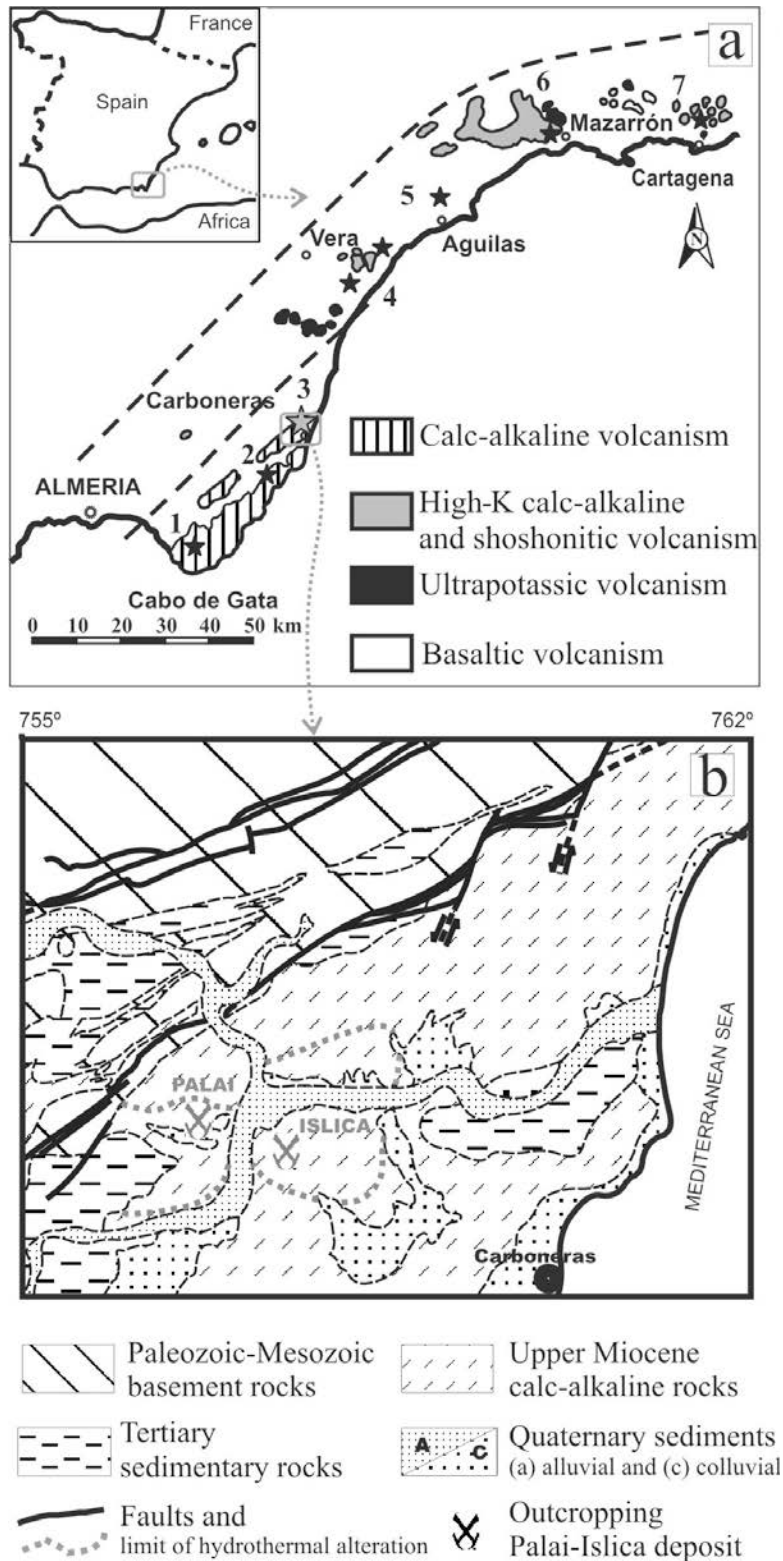 France
a
Spain
Africa
6
7
Mazarrón
Cartagena
N
5
Vera
Aguilas
4
3
Carboneras
2
ALMERIA
1
Cabo de Gata
0 10 20 30 40 50 km
Calc-alkaline volcanism
High-K calc-alkaline
and shoshonitic volcanism
Ultrapotassic volcanism
Basaltic volcanism
755º
762º
b
PALAI
ISLICA
MEDITERRANEAN SEA
Carboneras
Paleozoic-Mesozoic
basement rocks
Upper Miocene
calc-alkaline rocks
Tertiary
sedimentary rocks
A
C
Quaternary sediments
(a) alluvial and (c) colluvial
Faults and
limit of hydrothermal alteration
Outcropping
Palai-Islica deposit